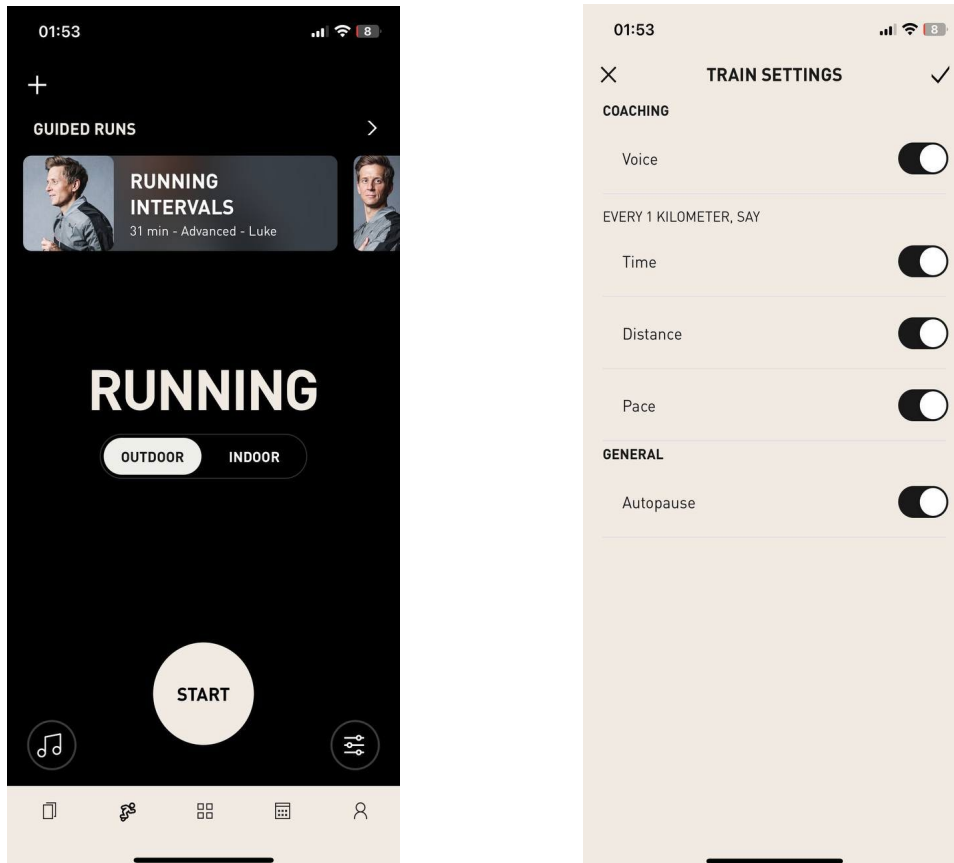 01:53
8
GUIDED RUNS
RUNNING
INTERVALS
31 min - Advanced - Luke
RUNNING
OUTDOOR
INDOOR
START
01:53
8
TRAIN SETTINGS
COACHING
Voice
EVERY 1 KILOMETER, SAY
Time
Distance
Pace
GENERAL
Autopause